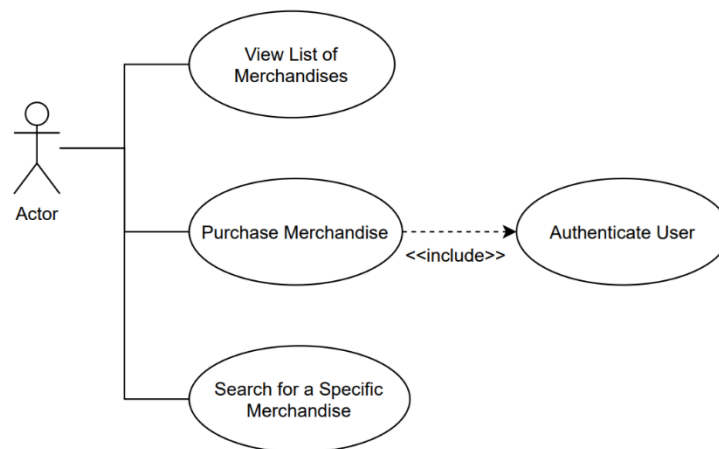 View List of
Merchandises
Actor
Purchase Merchandise
<<include>>
Authenticate User
Search for a Specific
Merchandise